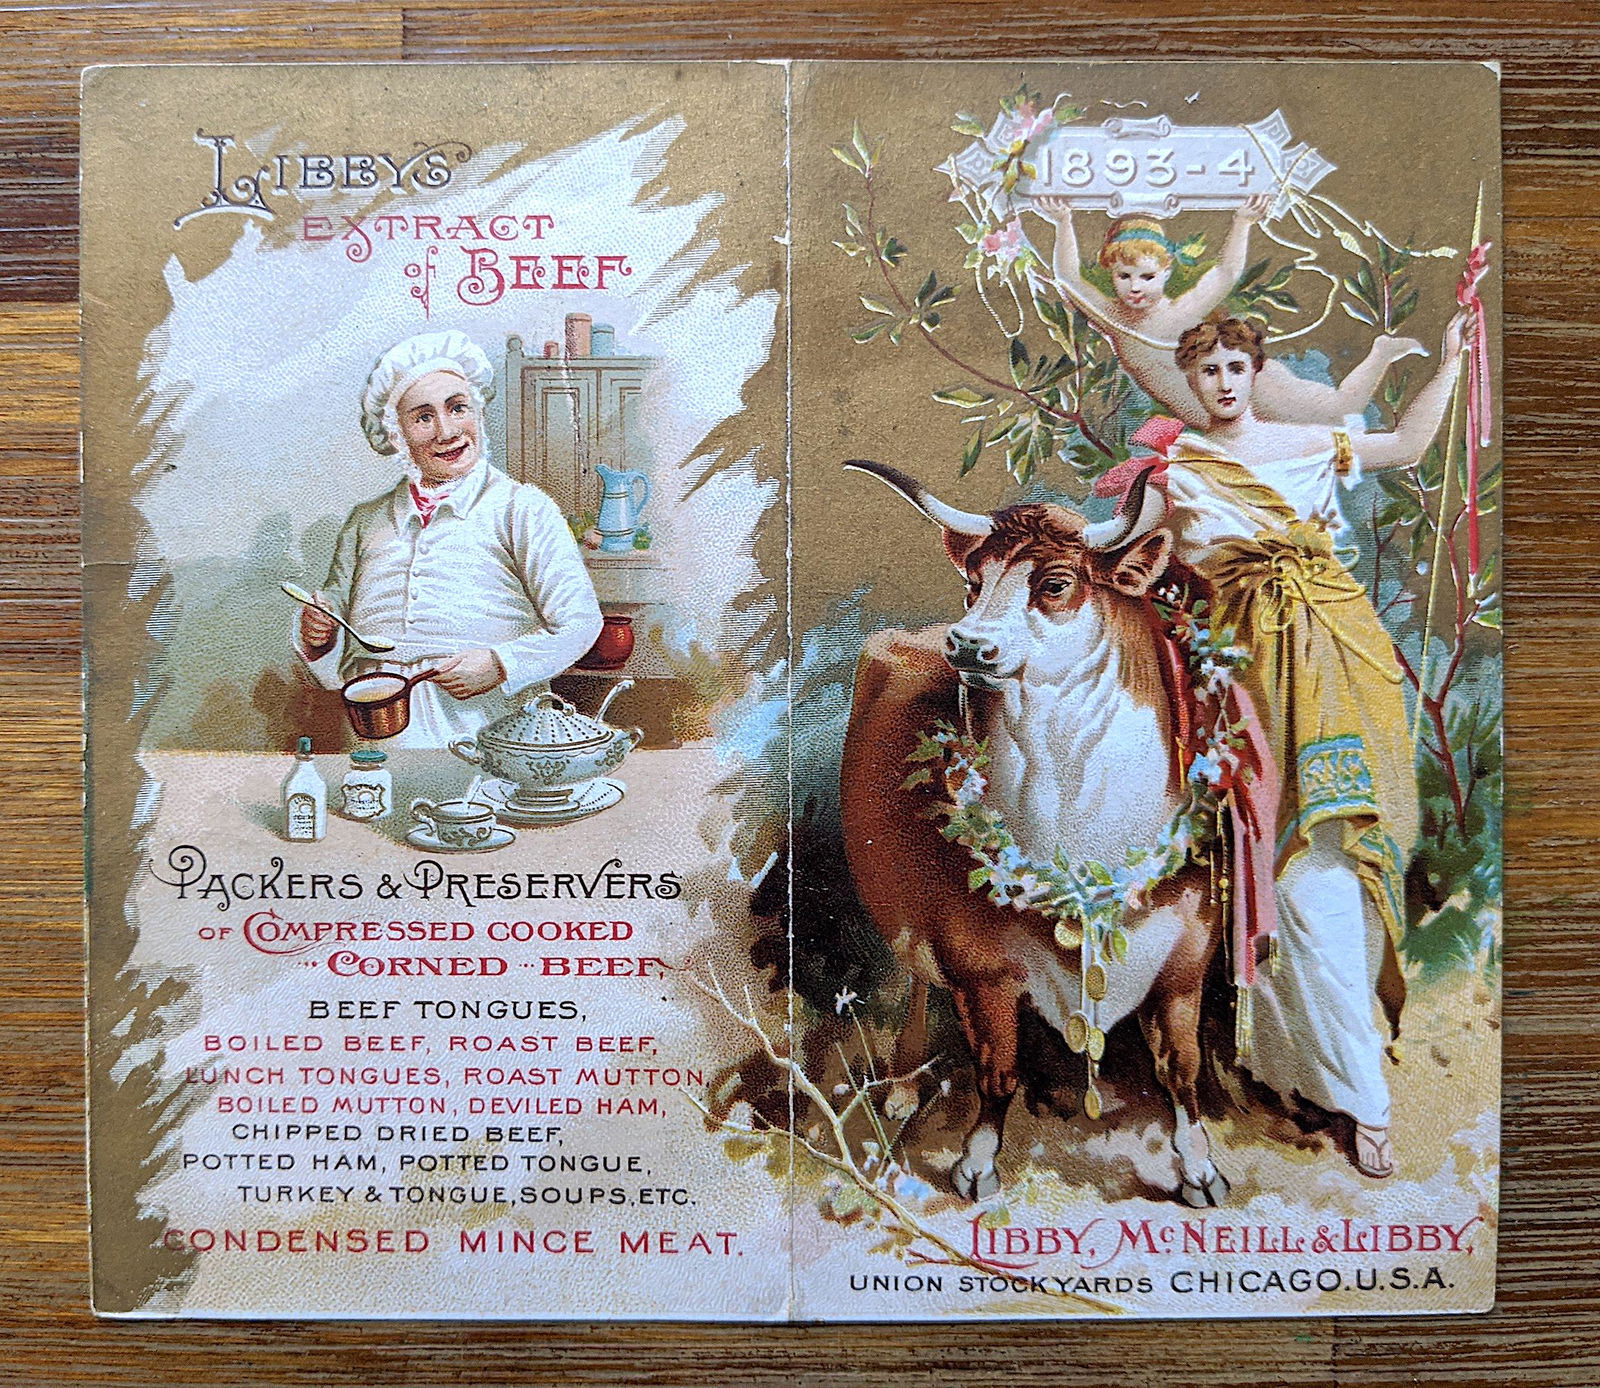 LIBBYS
EXTRACT
of BEEF
PACKERS & PRESERVERS
OF COMPRESSED COOKED
CORNED BEEF,
BEEF TONGUES,
BOILED BEEF, ROAST BEEF,
LUNCH TONGUES, ROAST MUTTON,
BOILED MUTTON, DEVILED HAM,
CHIPPED DRIED BEEF,
POTTED HAM, POTTED TONGUE,
TURKEY & TONGUE, SOUPS, ETC.
CONDENSED MINCE MEAT.
1893-4
LIBBY, McNEILL & LIBBY,
UNION STOCKYARDS CHICAGO.U.S.A.